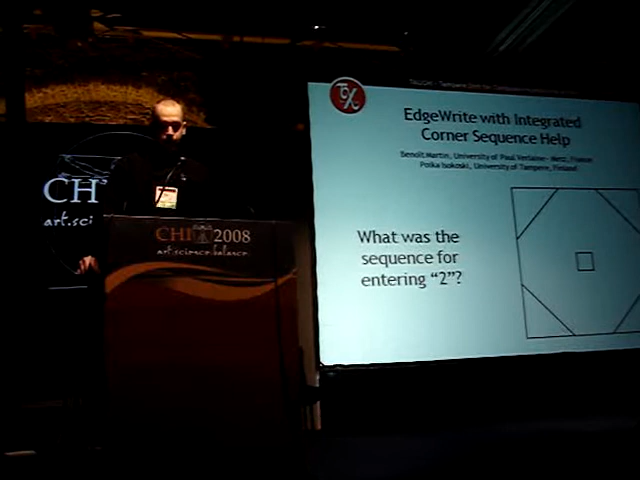 EdgeWrite with Integrated
Corner Sequence Help
Benoît Martin, University of Paul Verlaine- Metz, France
Poika Isokoski, University of Tampere, Finland
What was the
sequence for
entering “2”?
CHI
art.sci
CHI 2008
art.science.balance